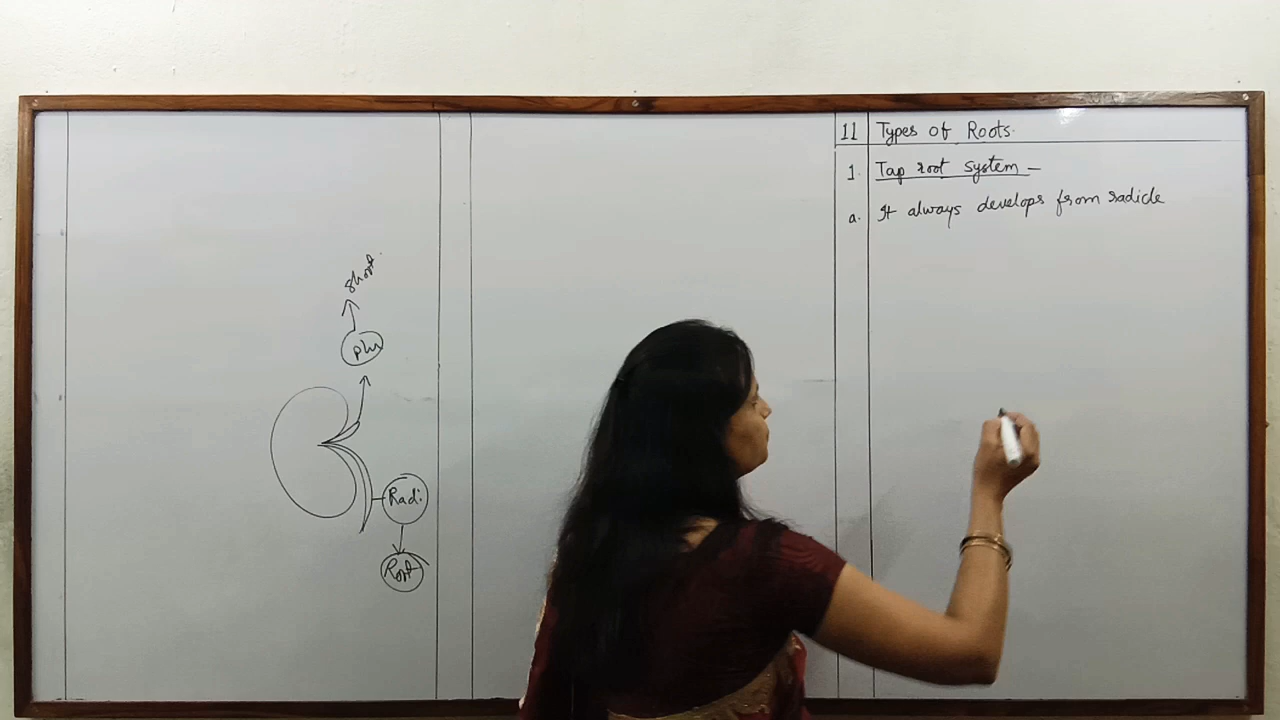 11 Types of Roots.
1. Tap root system -
a. It always develops from radicle
Shoot.
Plu
Radi.
Root